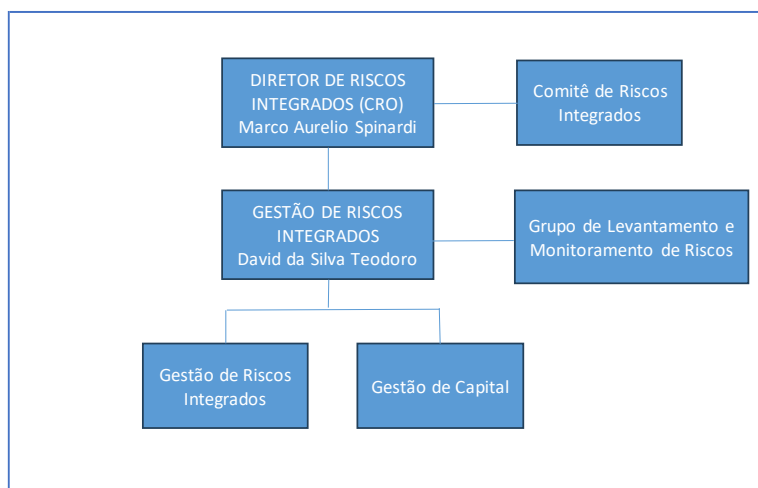 DIRETOR DE RISCOS
INTEGRADOS (CRO)
Marco Aurelio Spinardi
Comitê de Riscos
Integrados
GESTÃO DE RISCOS
INTEGRADOS
David da Silva Teodoro
Grupo de Levantamento e
Monitoramento de Riscos
Gestão de Riscos
Integrados
Gestão de Capital